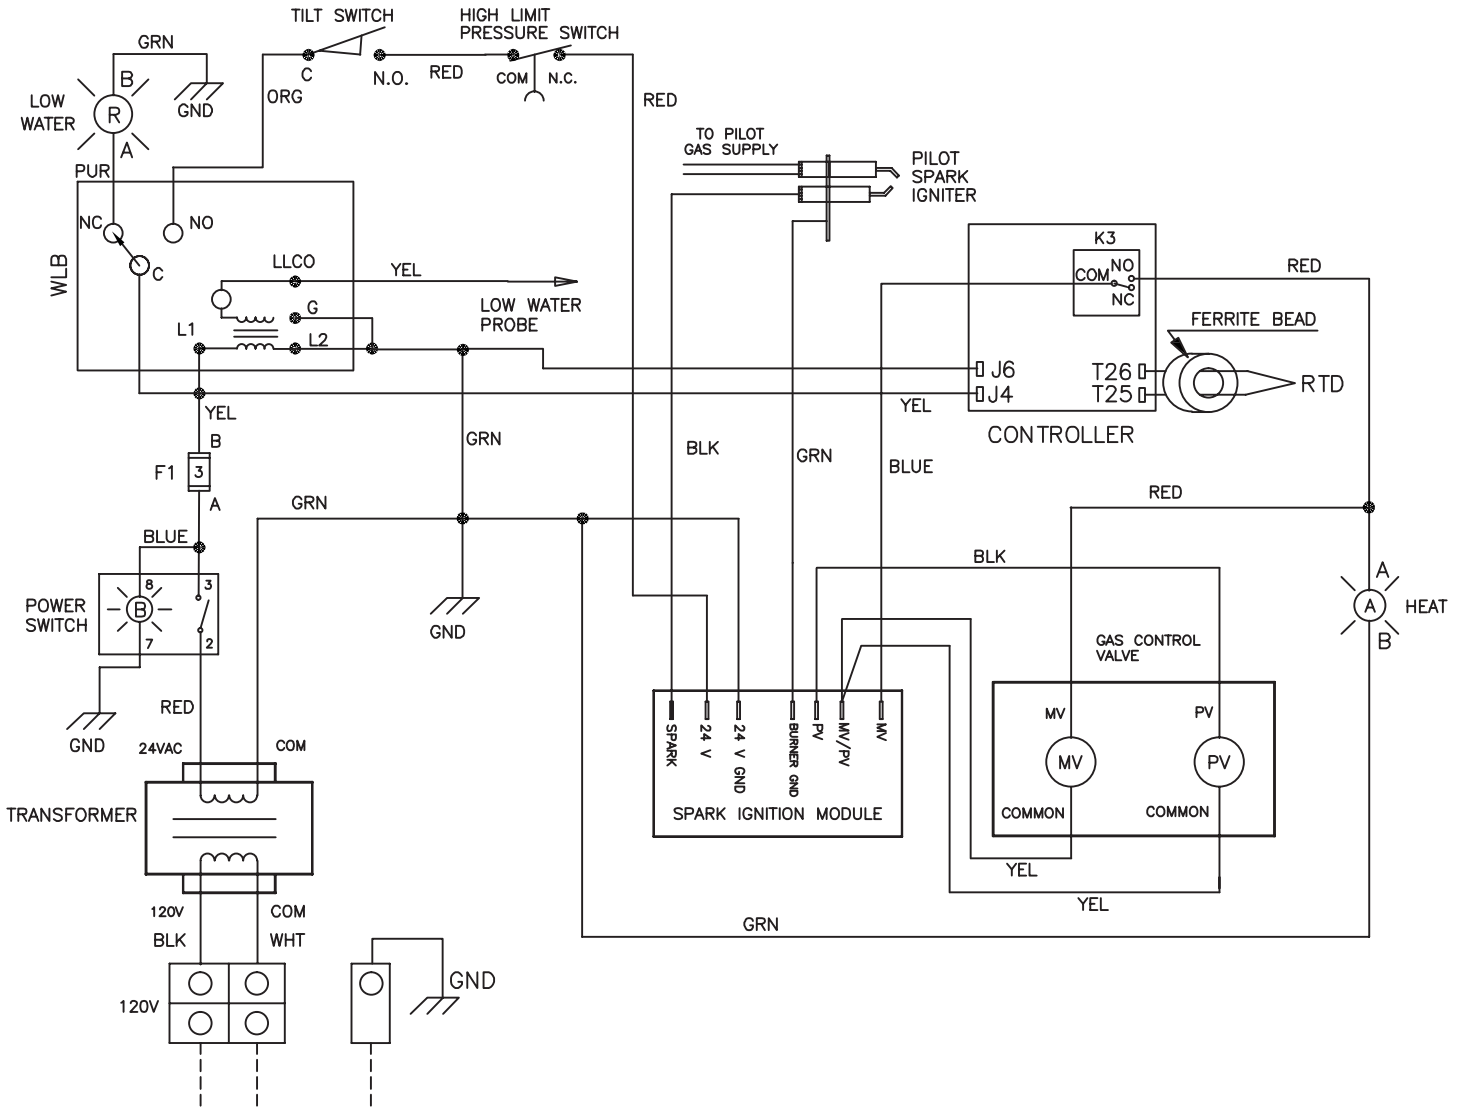 TILT SWITCH
HIGH LIMIT
PRESSURE SWITCH
GRN
B
LOW
WATER
R
A
GND
C
N.O.
RED
COM
N.C.
ORG
RED
PUR
TO PILOT
GAS SUPPLY
PILOT
SPARK
IGNITER
NC
NO
C
WLB
LLCO
YEL
G
LOW WATER
PROBE
L1
L2
K3
NO
COM
NC
RED
FERRITE BEAD
J6
J4
T26
T25
RTD
YEL
CONTROLLER
YEL
B
F1
3
A
GRN
BLK
GRN
BLUE
GRN
RED
BLUE
8
3
B
7
2
POWER
SWITCH
GND
BLK
A
A
B
HEAT
GND
RED
GAS CONTROL
VALVE
24VAC
COM
TRANSFORMER
SPARK
24 V
24 V GND
BURNER GND
PV
MV/PV
MV
SPARK IGNITION MODULE
MV
PV
MV
PV
COMMON
COMMON
YEL
YEL
GRN
120V
COM
BLK
WHT
120V
GND